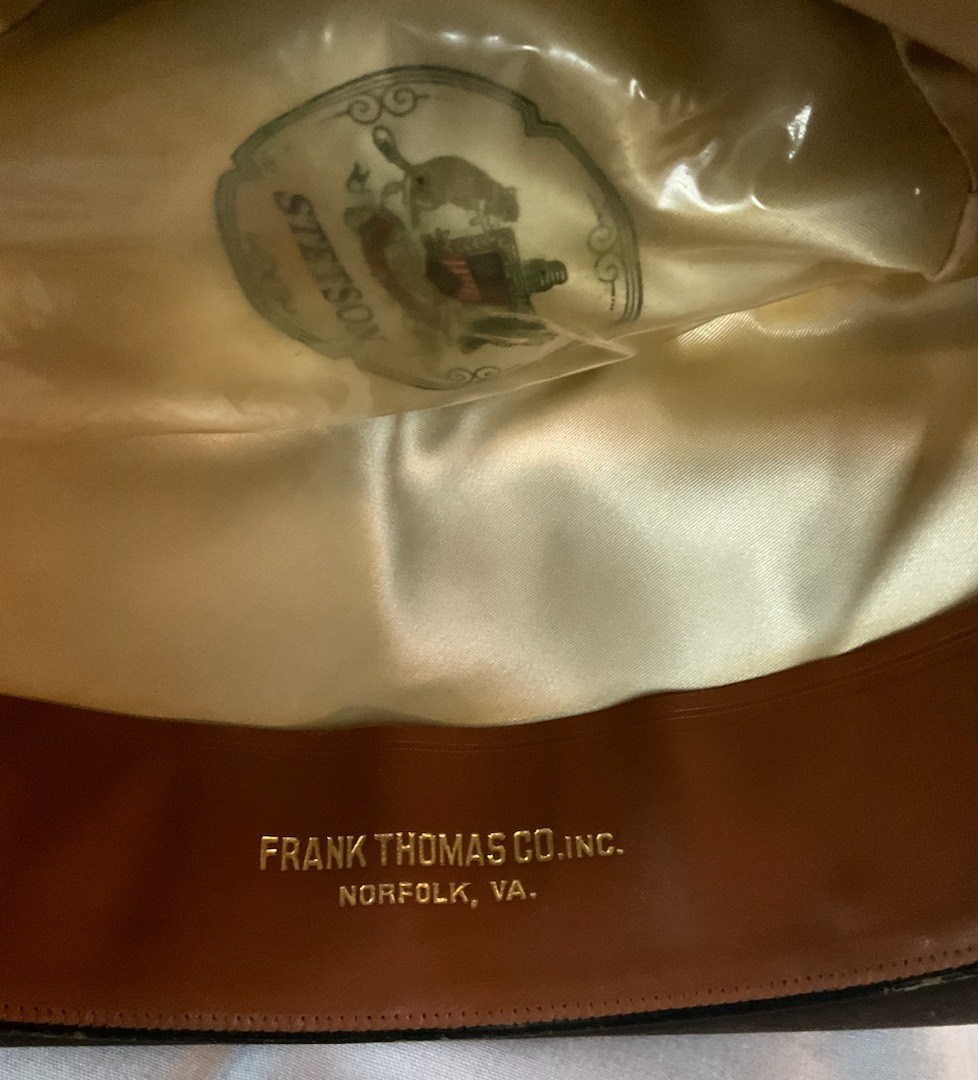 STETSON
FRANK THOMAS CO. INC.
NORFOLK, VA.